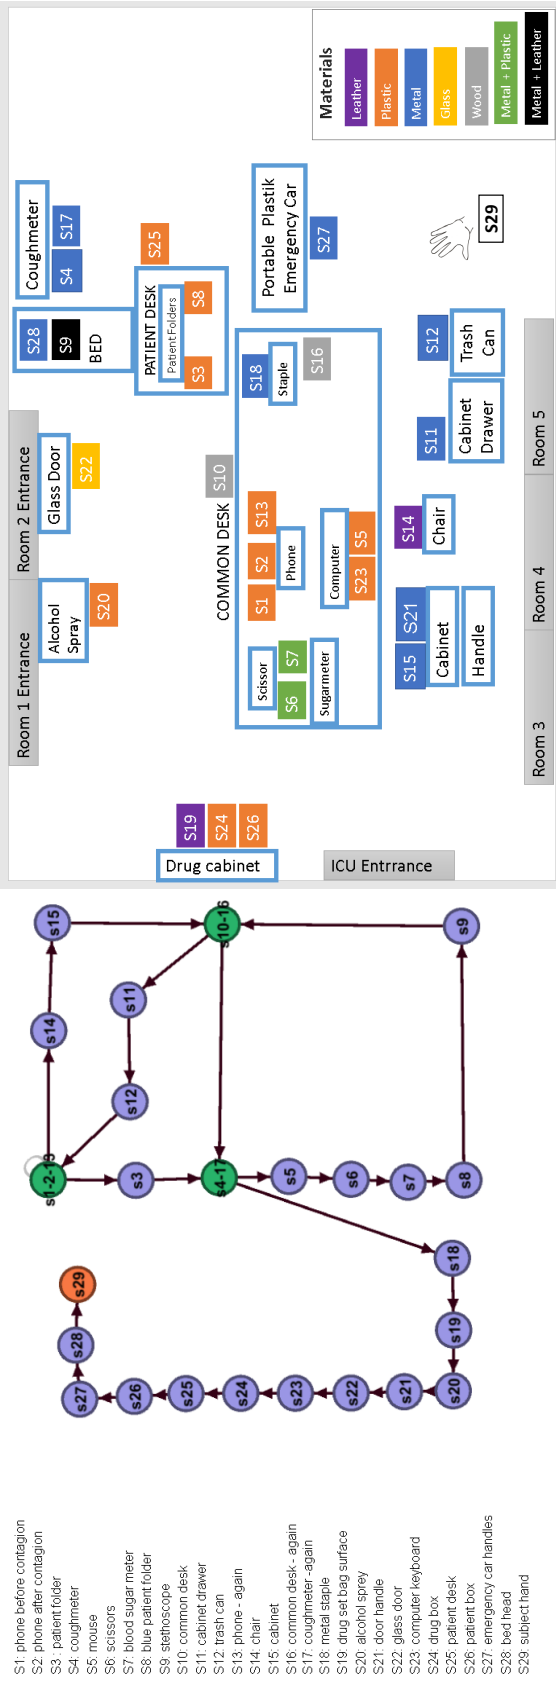 Materials
Leather
Plastic
Metal
Glass
Wood
Metal + Plastic
Metal + Leather
Coughmeter
S17
S4
S25
Portable Plastik
Emergency Car
S27
S29
S28
S9
BED
PATIENT DESK
Patient Folders
S8
S3
S12
Trash
Can
S18
Staple
S16
S11
Cabinet
Drawer
Room 5
Room 2 Entrance
Glass Door
S22
S10
COMMON DESK
S13
S2
S1
Phone
Computer
S5
S23
S14
Chair
Room 4
Room 1 Entrance
Alcohol
Spray
S20
Scissor
S7
S6
Sugarmeter
S21
S15
Cabinet
Handle
Room 3
S19
S24
S26
Drug cabinet
ICU Entrrance
s15
s10-16
s9
s14
s11
s12
s1-2-13
s3
s4-17
s5
s6
s7
s8
s29
s18
s28
s19
s27
s26
s25
s24
s23
s22
s21
s20
S1: phone before contagion
S2: phone after contagion
S3 : patient folder
S4: coughmeter
S5: mouse
S6: scissors
S7: blood sugar meter
S8: blue patient folder
S9: stethoscope
S10: common desk
S11: cabinet drawer
S12: trash can
S13: phone - again
S14: chair
S15: cabinet
S16: common desk - again
S17: coughmeter -again
S18: metal staple
S19: drug set bag surface
S20: alcohol sprey
S21: door handle
S22: glass door
S23: computer keyboard
S24: drug box
S25: patient desk
S26: patient box
S27: emergency car handles
S28: bed head
S29: subject hand